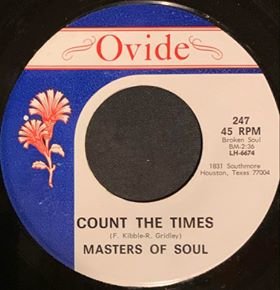 Ovide
247
45 RPM
Broken Soul
BM-2:36
LH-6674
1831 Southmore
Houston, Texas 77004
COUNT THE TIMES
(F. Kibble-R. Gridley)
MASTERS OF SOUL